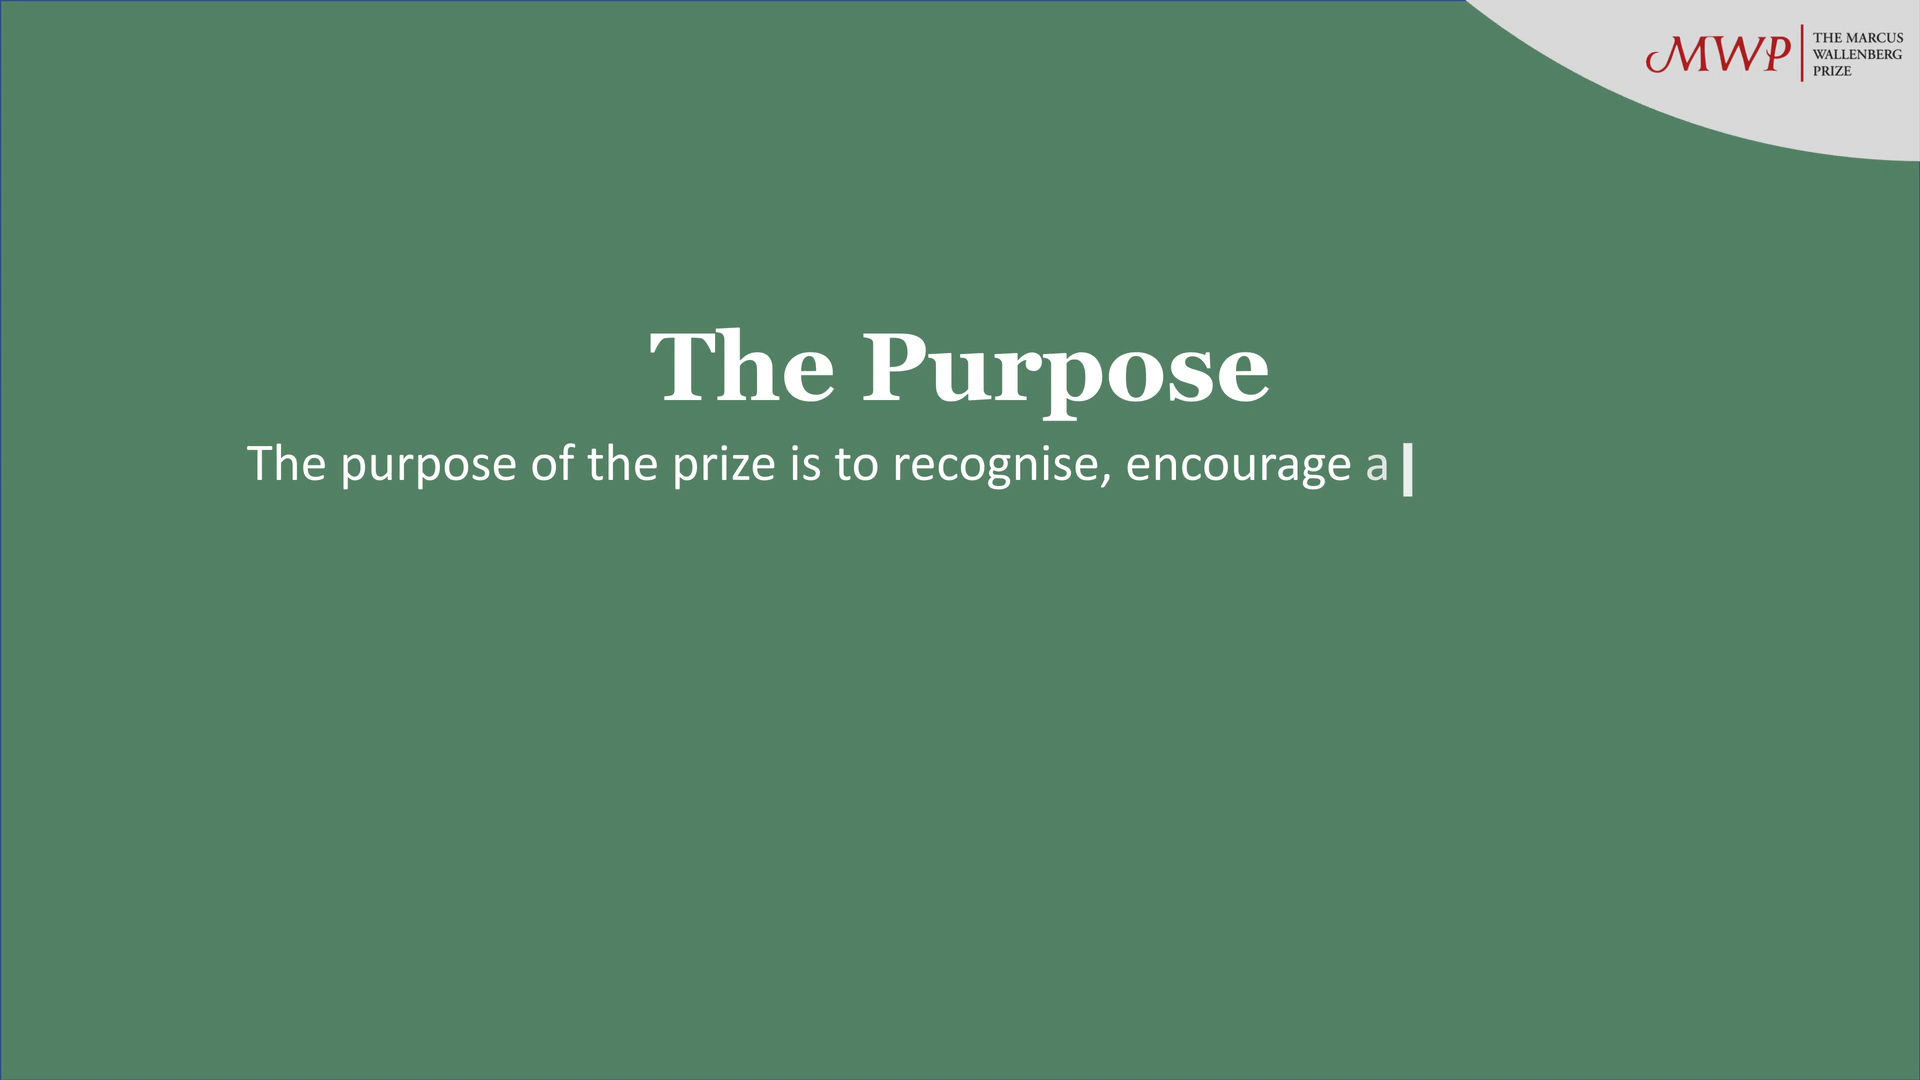 MWP
THE MARCUS
WALLENBERG
PRIZE
The Purpose
The purpose of the prize is to recognise, encourage a